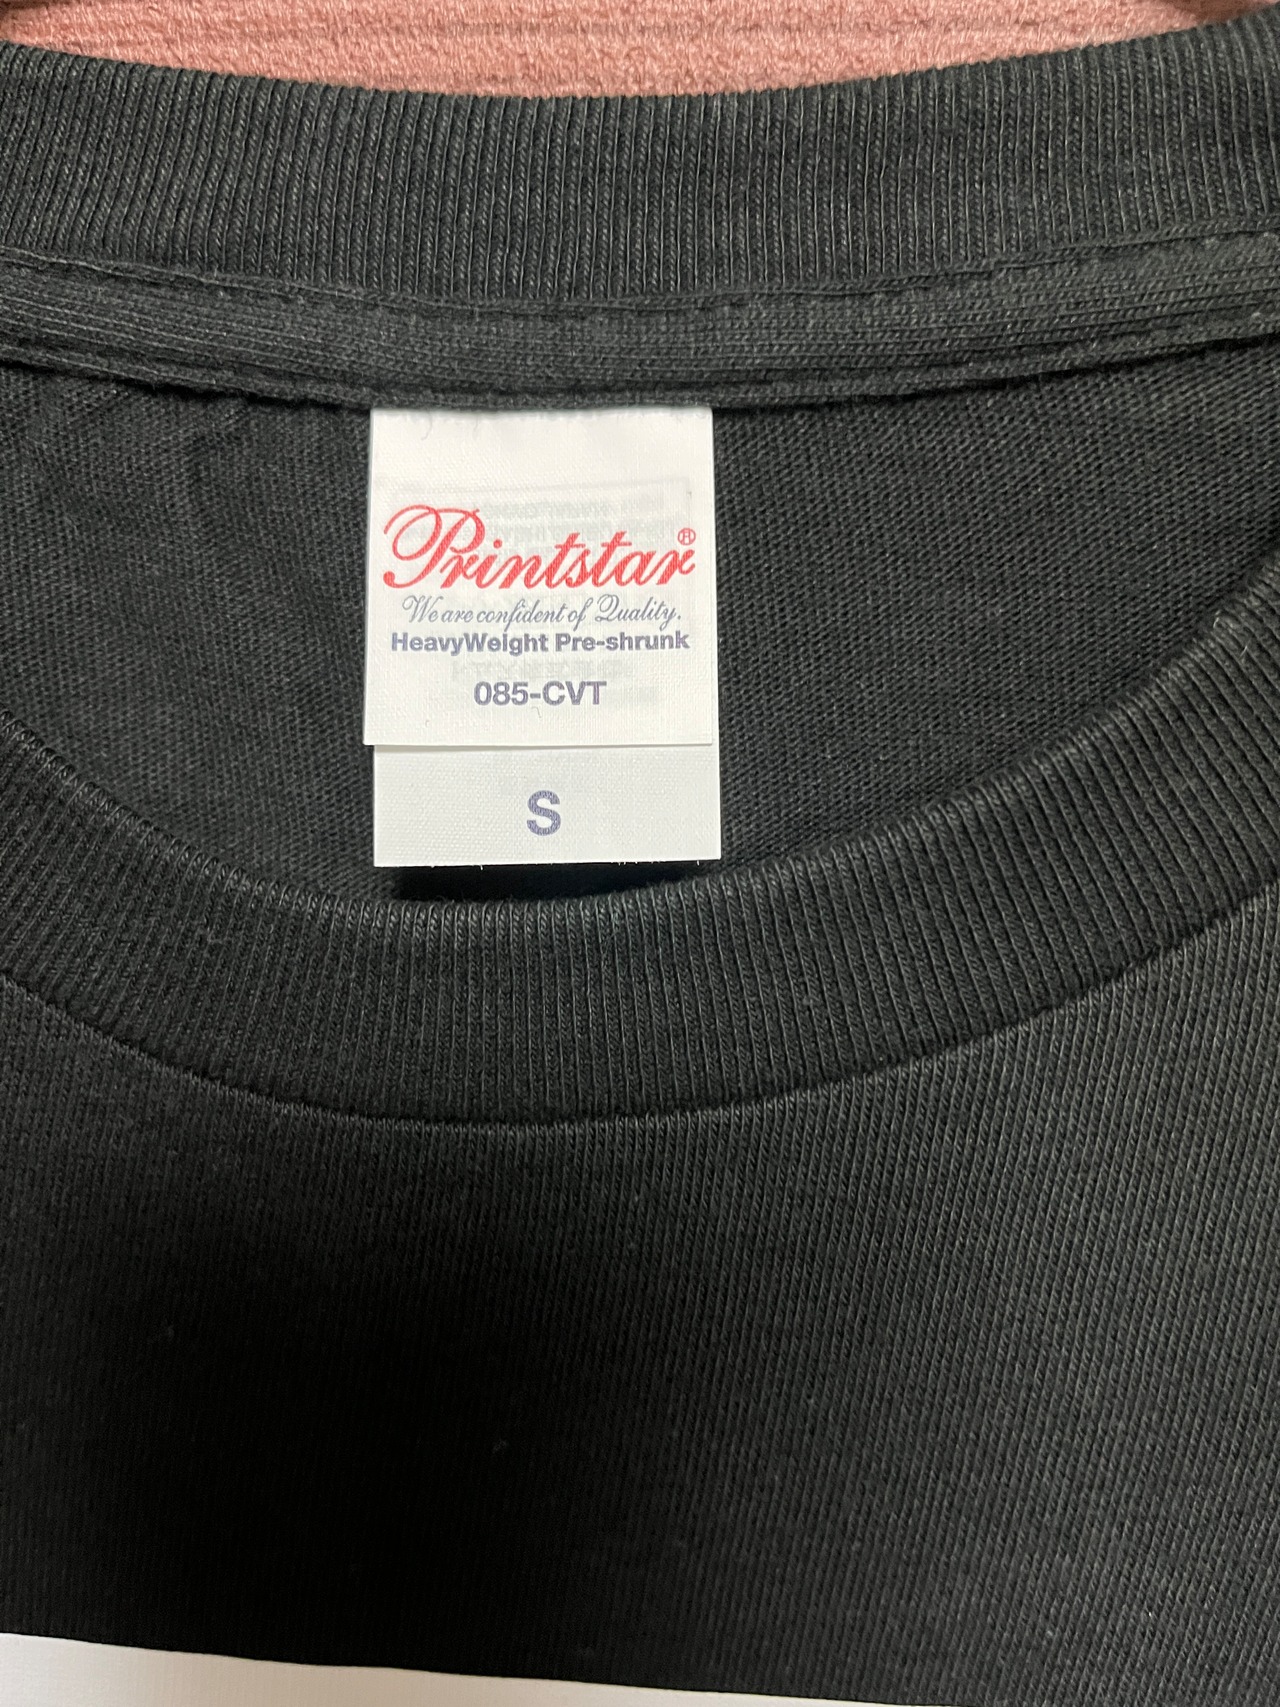 Printstar®
We are confident of Quality.
HeavyWeight Pre-shrunk
085-CVT
S